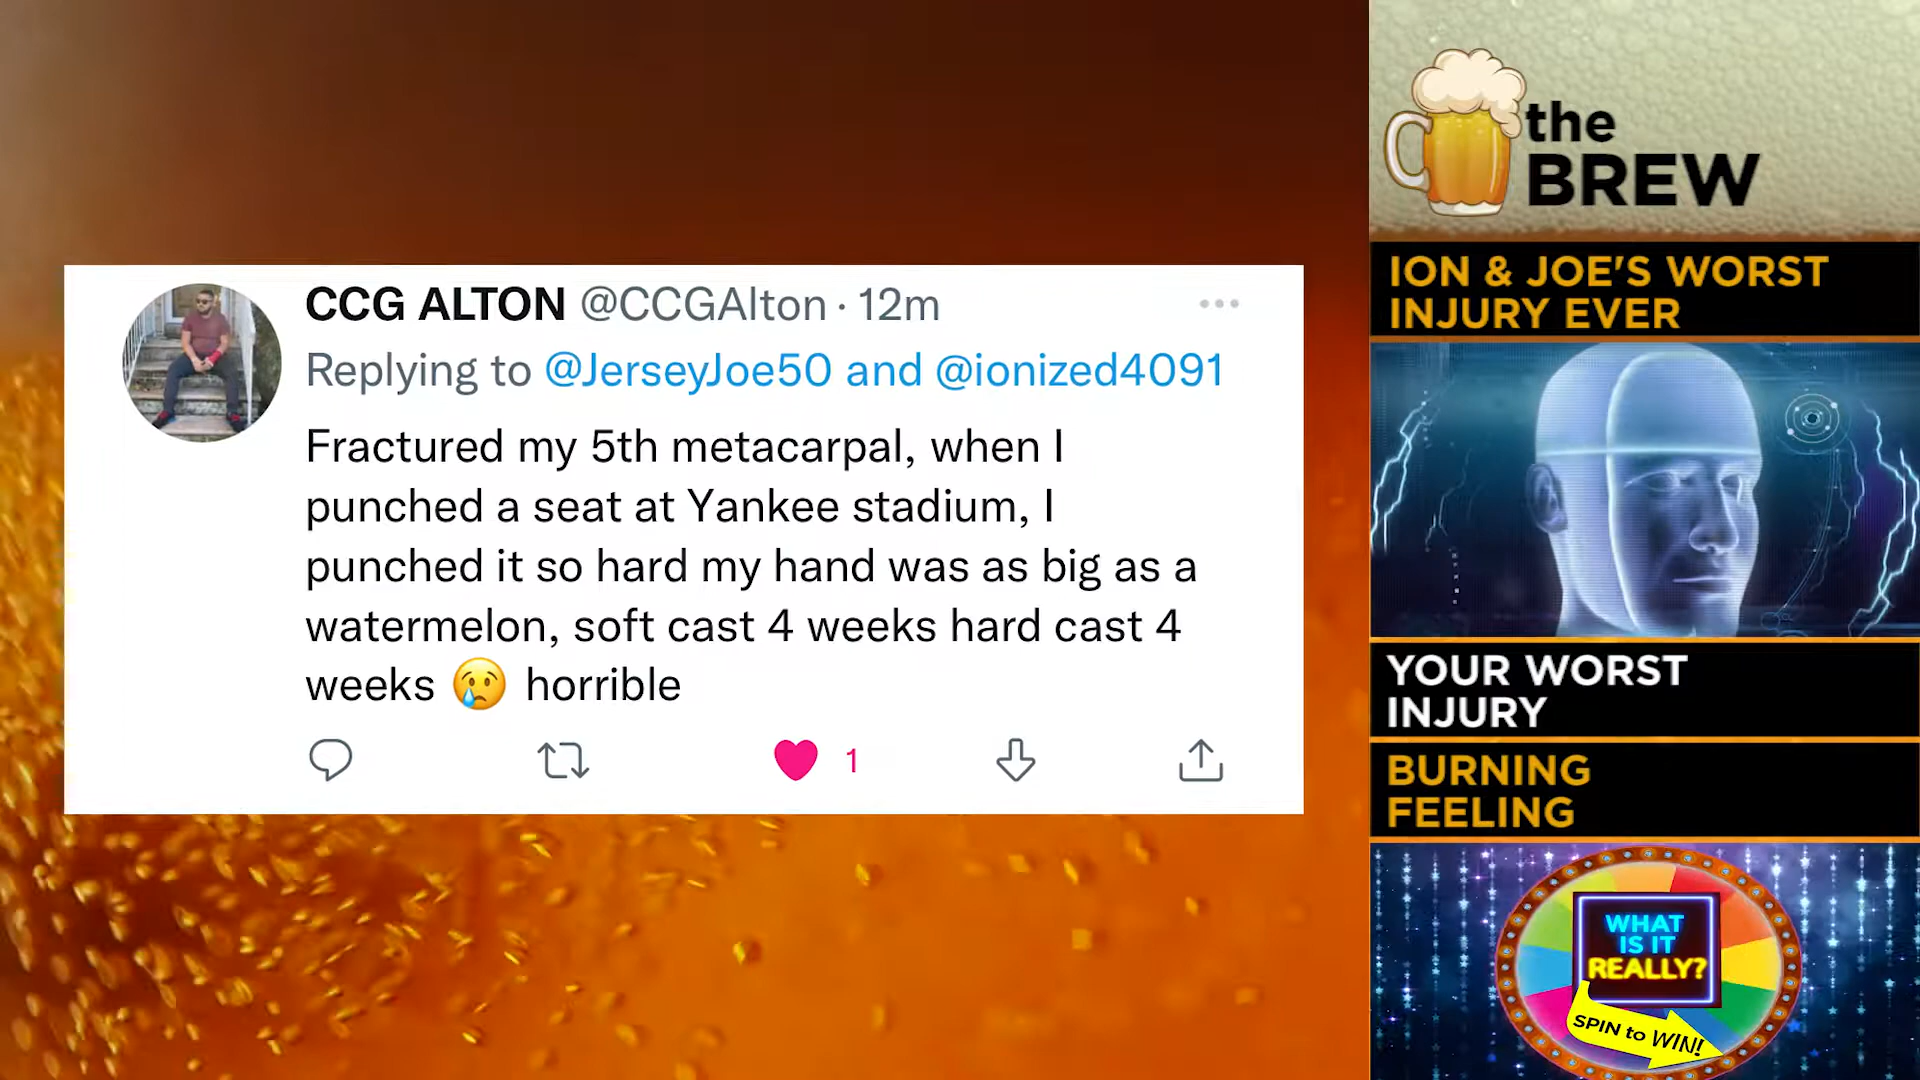 CCG ALTON @CCGAlton · 12m
Replying to @JerseyJoe50 and @ionized4091
Fractured my 5th metacarpal, when I
punched a seat at Yankee stadium, I
punched it so hard my hand was as big as a
watermelon, soft cast 4 weeks hard cast 4
weeks 😢 horrible
1
the
BREW
ION & JOE'S WORST
INJURY EVER
YOUR WORST
INJURY
BURNING
FEELING
WHAT
IS IT
REALLY?
SPIN to WIN!